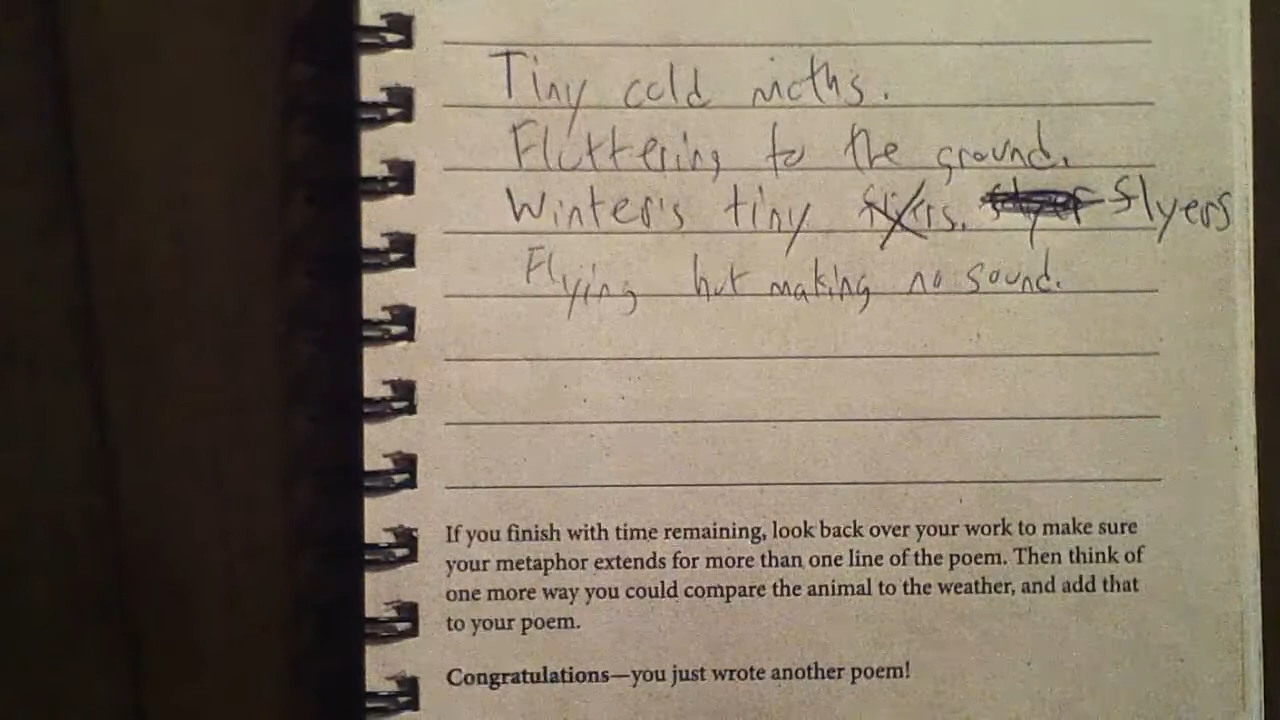 Tiny cold moths.
Fluttering to the ground.
Winter's tiny flyers
Flying but making no sound.
If you finish with time remaining, look back over your work to make sure
your metaphor extends for more than one line of the poem. Then think of
one more way you could compare the animal to the weather, and add that
to your poem.
Congratulations—you just wrote another poem!